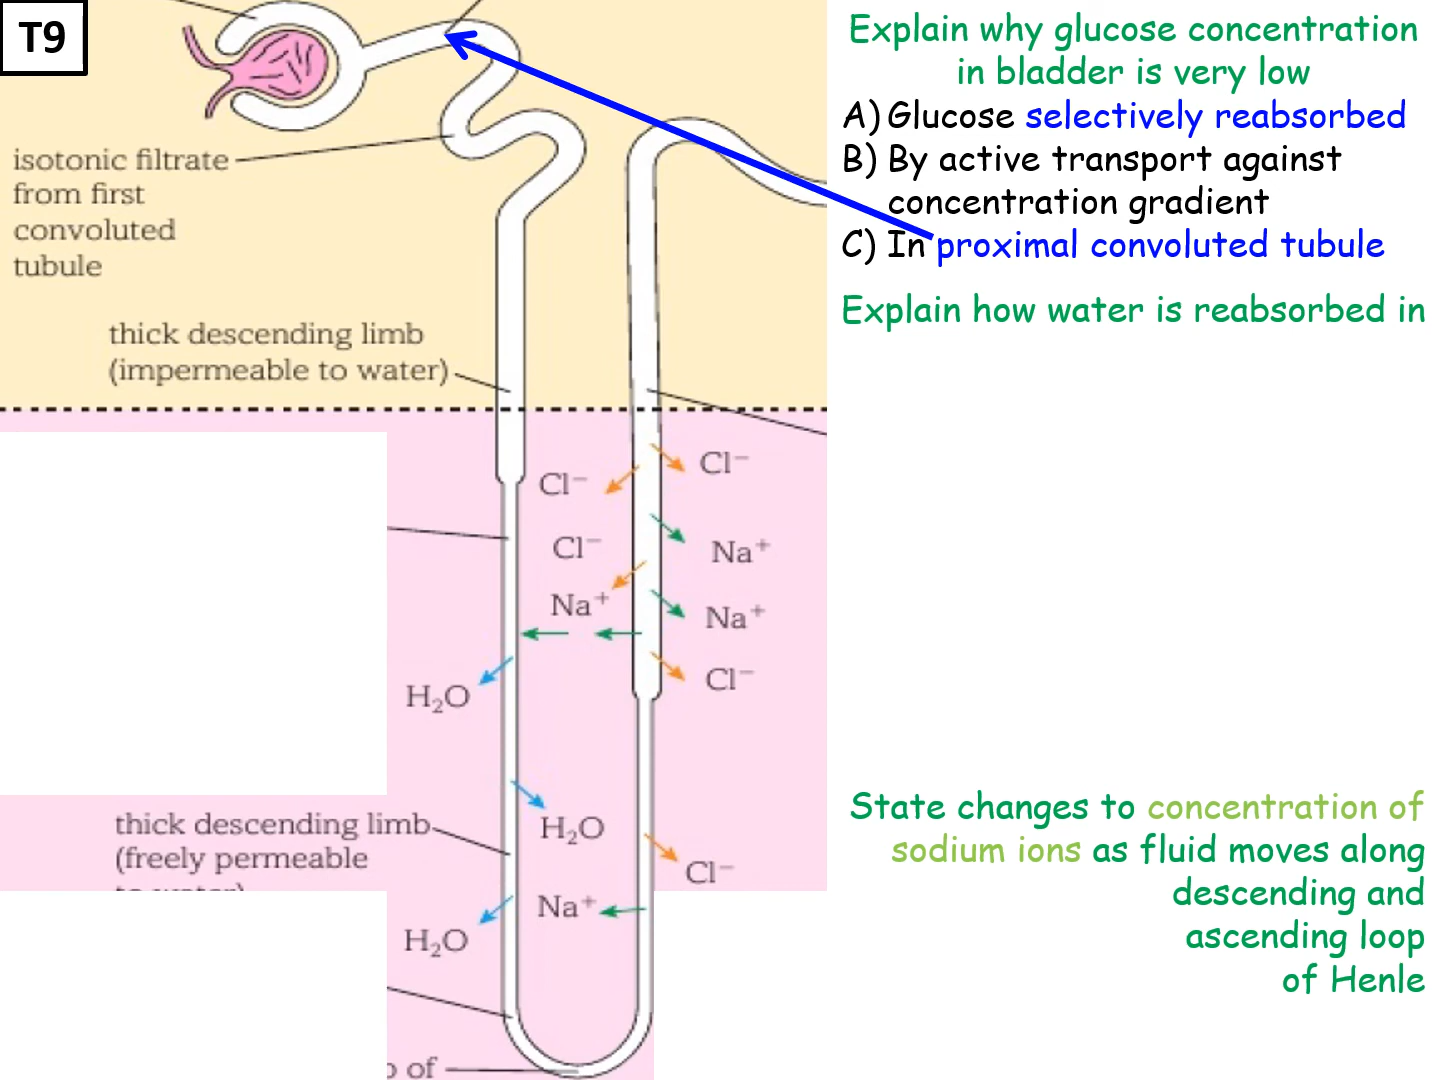 T9
isotonic filtrate
from first
convoluted
tubule
thick descending limb
(impermeable to water)
Cl⁻
Cl⁻
Cl⁻
Na⁺
Na⁺
Na⁺
Cl⁻
H₂O
thick descending limb
(freely permeable
H₂O
Cl⁻
Na⁺
H₂O
of
Explain why glucose concentration
in bladder is very low
A) Glucose selectively reabsorbed
B) By active transport against
concentration gradient
C) In proximal convoluted tubule
Explain how water is reabsorbed in
State changes to concentration of
sodium ions as fluid moves along
descending and
ascending loop
of Henle